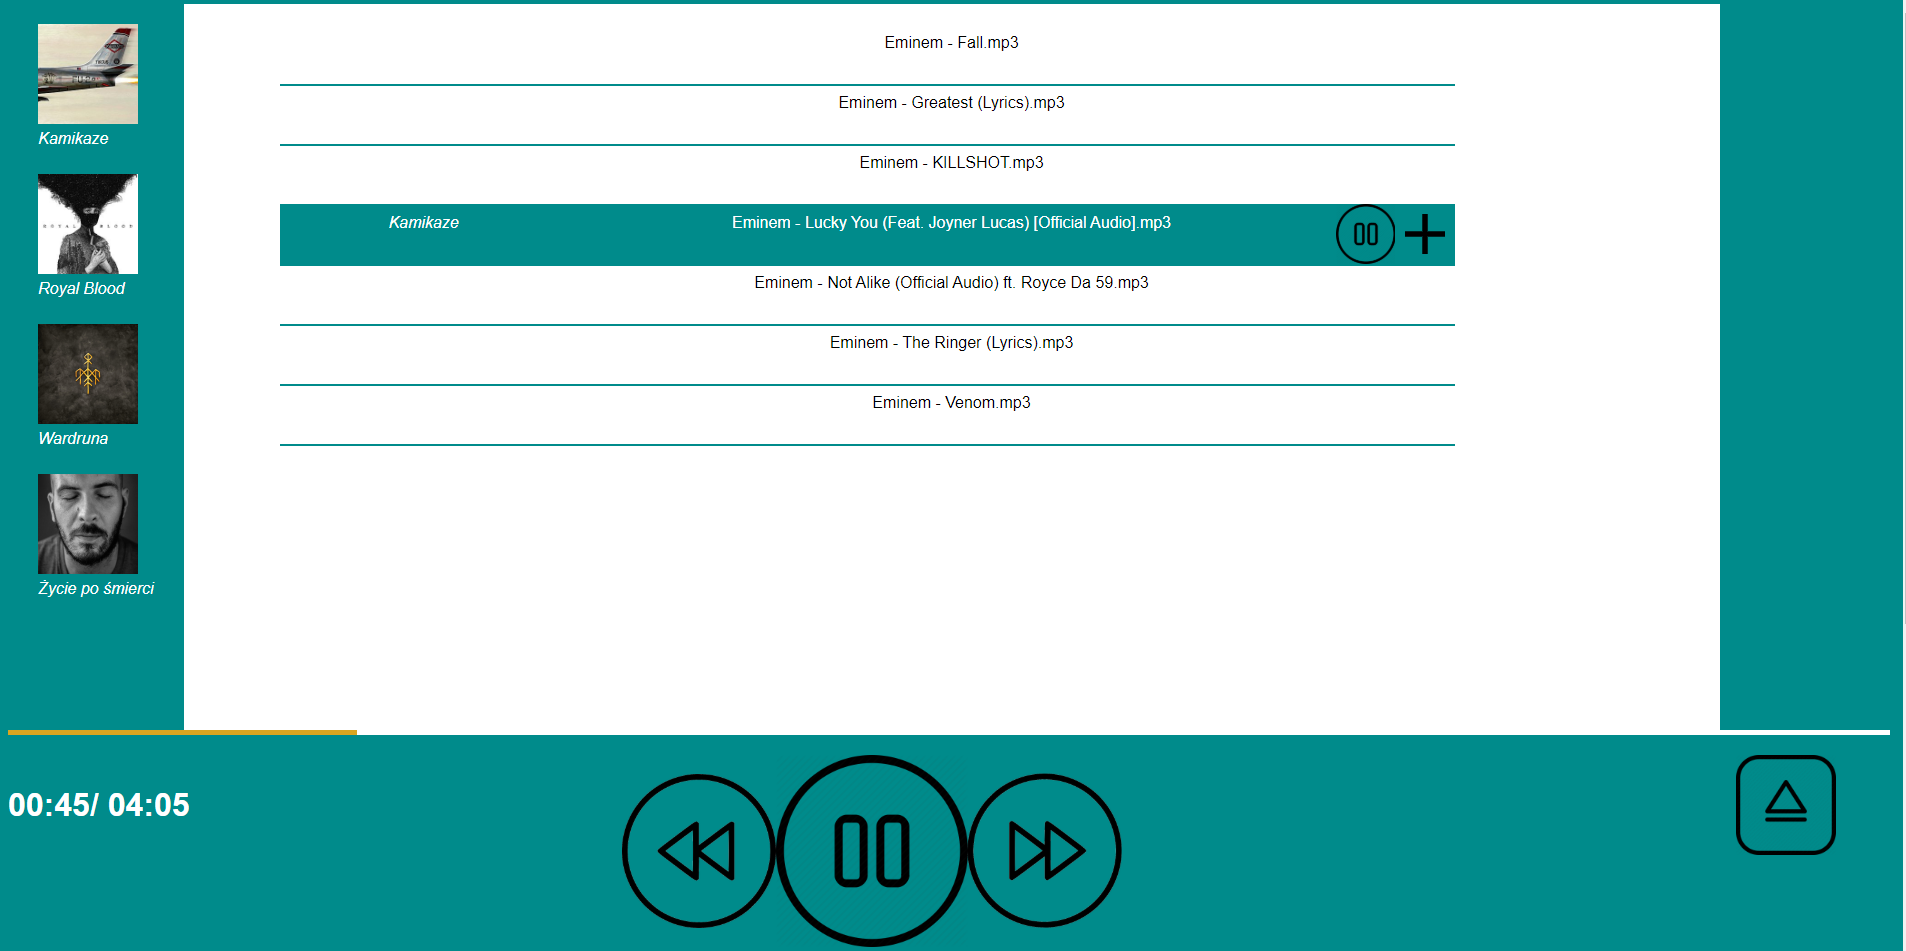 Kamikaze
ROYAL BLOOD
Royal Blood
Wardruna
Życie po śmierci
Eminem - Fall.mp3
Eminem - Greatest (Lyrics).mp3
Eminem - KILLSHOT.mp3
Kamikaze Eminem - Lucky You (Feat. Joyner Lucas) [Official Audio].mp3
Eminem - Not Alike (Official Audio) ft. Royce Da 59.mp3
Eminem - The Ringer (Lyrics).mp3
Eminem - Venom.mp3
00:45/ 04:05